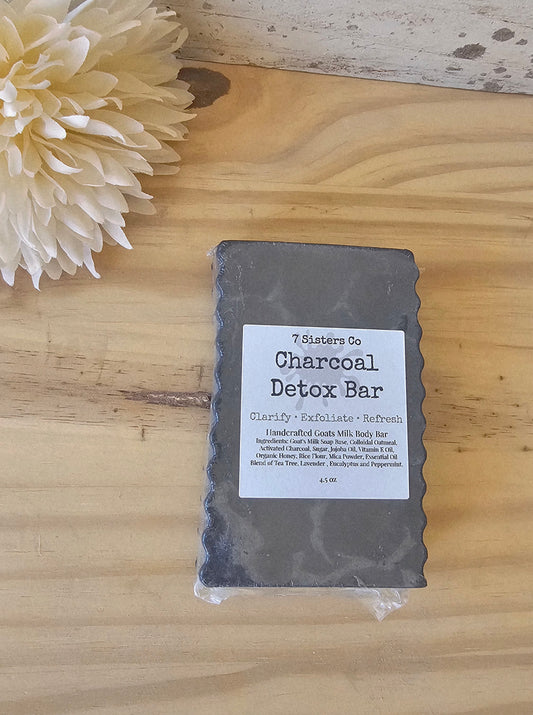 7 Sisters Co
Charcoal
Detox Bar
Clarify • Exfoliate • Refresh
Handcrafted Goats Milk Body Bar
Ingredients: Goat's Milk Soap Base, Colloidal Oatmeal,
Activated Charcoal, Sugar, Jojoba Oil, Vitamin E Oil,
Organic Honey, Rice Flour, Mica Powder, Essential Oil
Blend of Tea Tree, Lavender , Eucalyptus and Peppermint.
4.5 oz